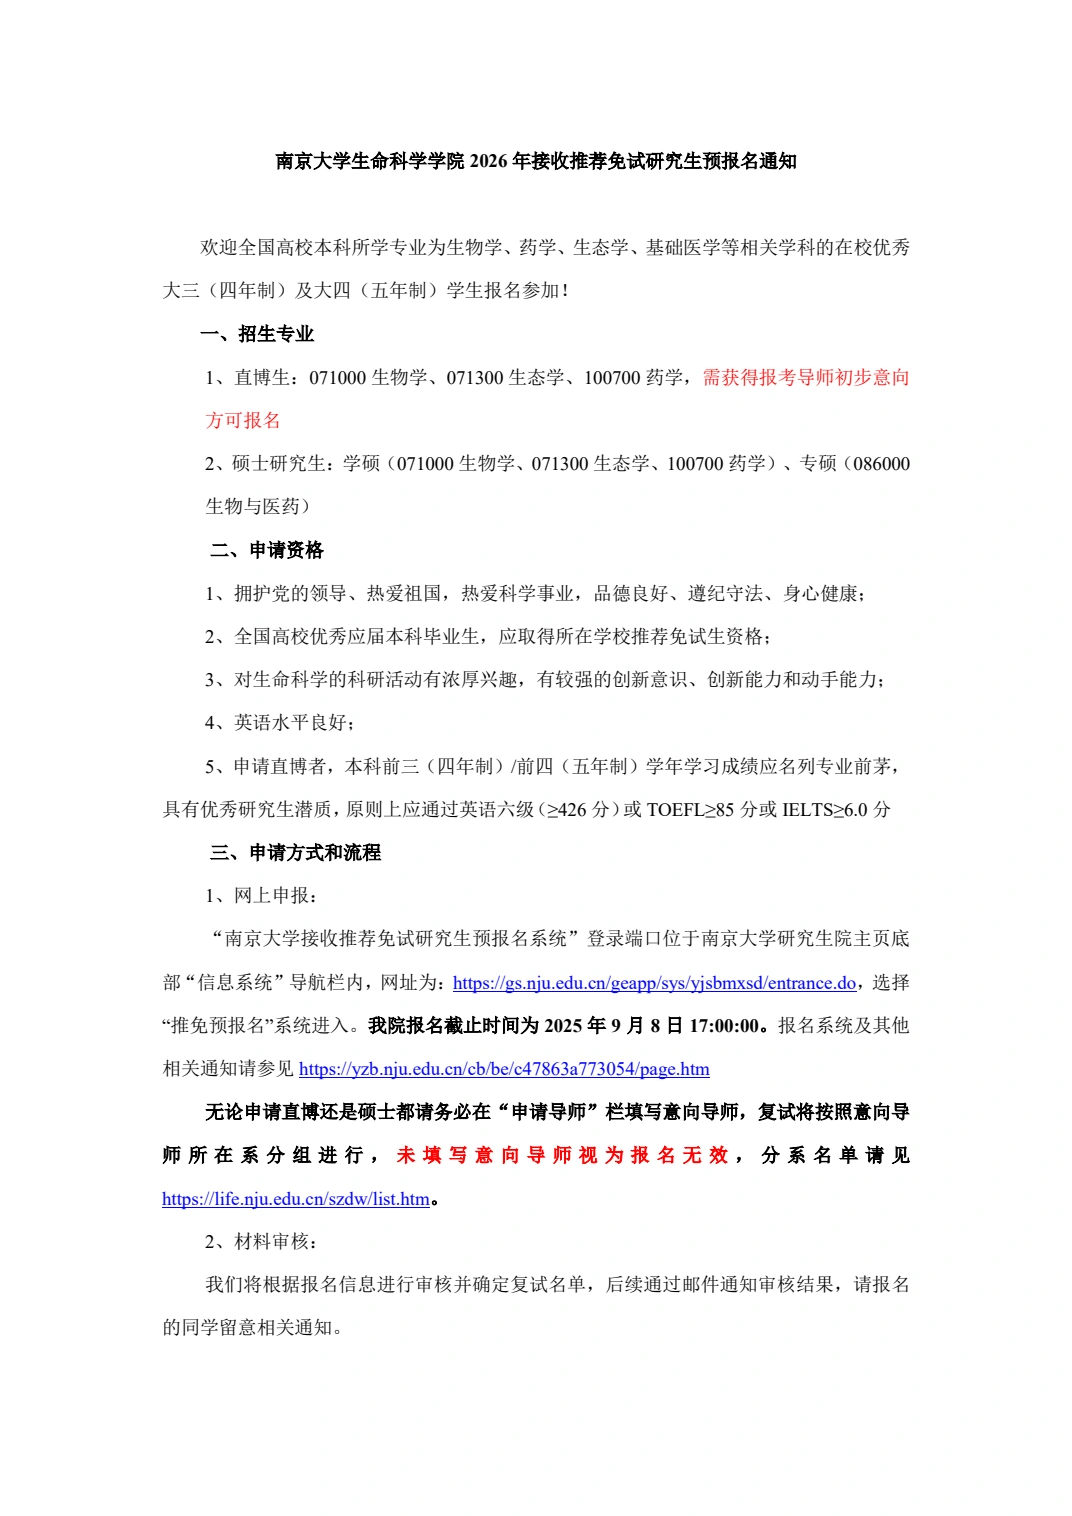 南京大学生命科学学院 2026 年接收推荐免试研究生预报名通知
欢迎全国高校本科所学专业为生物学、药学、生态学、基础医学等相关学科的在校优秀
大三（四年制）及大四（五年制）学生报名参加！
一、招生专业
1、直博生：071000 生物学、071300 生态学、100700 药学，需获得报考导师初步意向
方可报名
2、硕士研究生：学硕（071000 生物学、071300 生态学、100700 药学）、专硕（086000
生物与医药）
二、申请资格
1、拥护党的领导、热爱祖国，热爱科学事业，品德良好、遵纪守法、身心健康；
2、全国高校优秀应届本科毕业生，应取得所在学校推荐免试生资格；
3、对生命科学的科研活动有浓厚兴趣，有较强的创新意识、创新能力和动手能力；
4、英语水平良好；
5、申请直博者，本科前三（四年制）/前四（五年制）学年学习成绩应名列专业前茅，
具有优秀研究生潜质，原则上应通过英语六级（≥426 分）或 TOEFL≥85 分或 IELTS≥6.0 分
三、申请方式和流程
1、网上申报：
“南京大学接收推荐免试研究生预报名系统”登录端口位于南京大学研究生院主页底
部“信息系统”导航栏内，网址为：https://gs.nju.edu.cn/geapp/sys/yjsbmxsd/entrance.do，选择
“推免预报名”系统进入。我院报名截止时间为 2025 年 9 月 8 日 17:00:00。报名系统及其他
相关通知请参见 https://yzb.nju.edu.cn/cb/be/c47863a773054/page.htm
无论申请直博还是硕士都请务必在“申请导师”栏填写意向导师，复试将按照意向导
师所在系分组进行，未填写意向导师视为报名无效，分系名单请见
https://life.nju.edu.cn/szdw/list.htm。
2、材料审核：
我们将根据报名信息进行审核并确定复试名单，后续通过邮件通知审核结果，请报名
的同学留意相关通知。